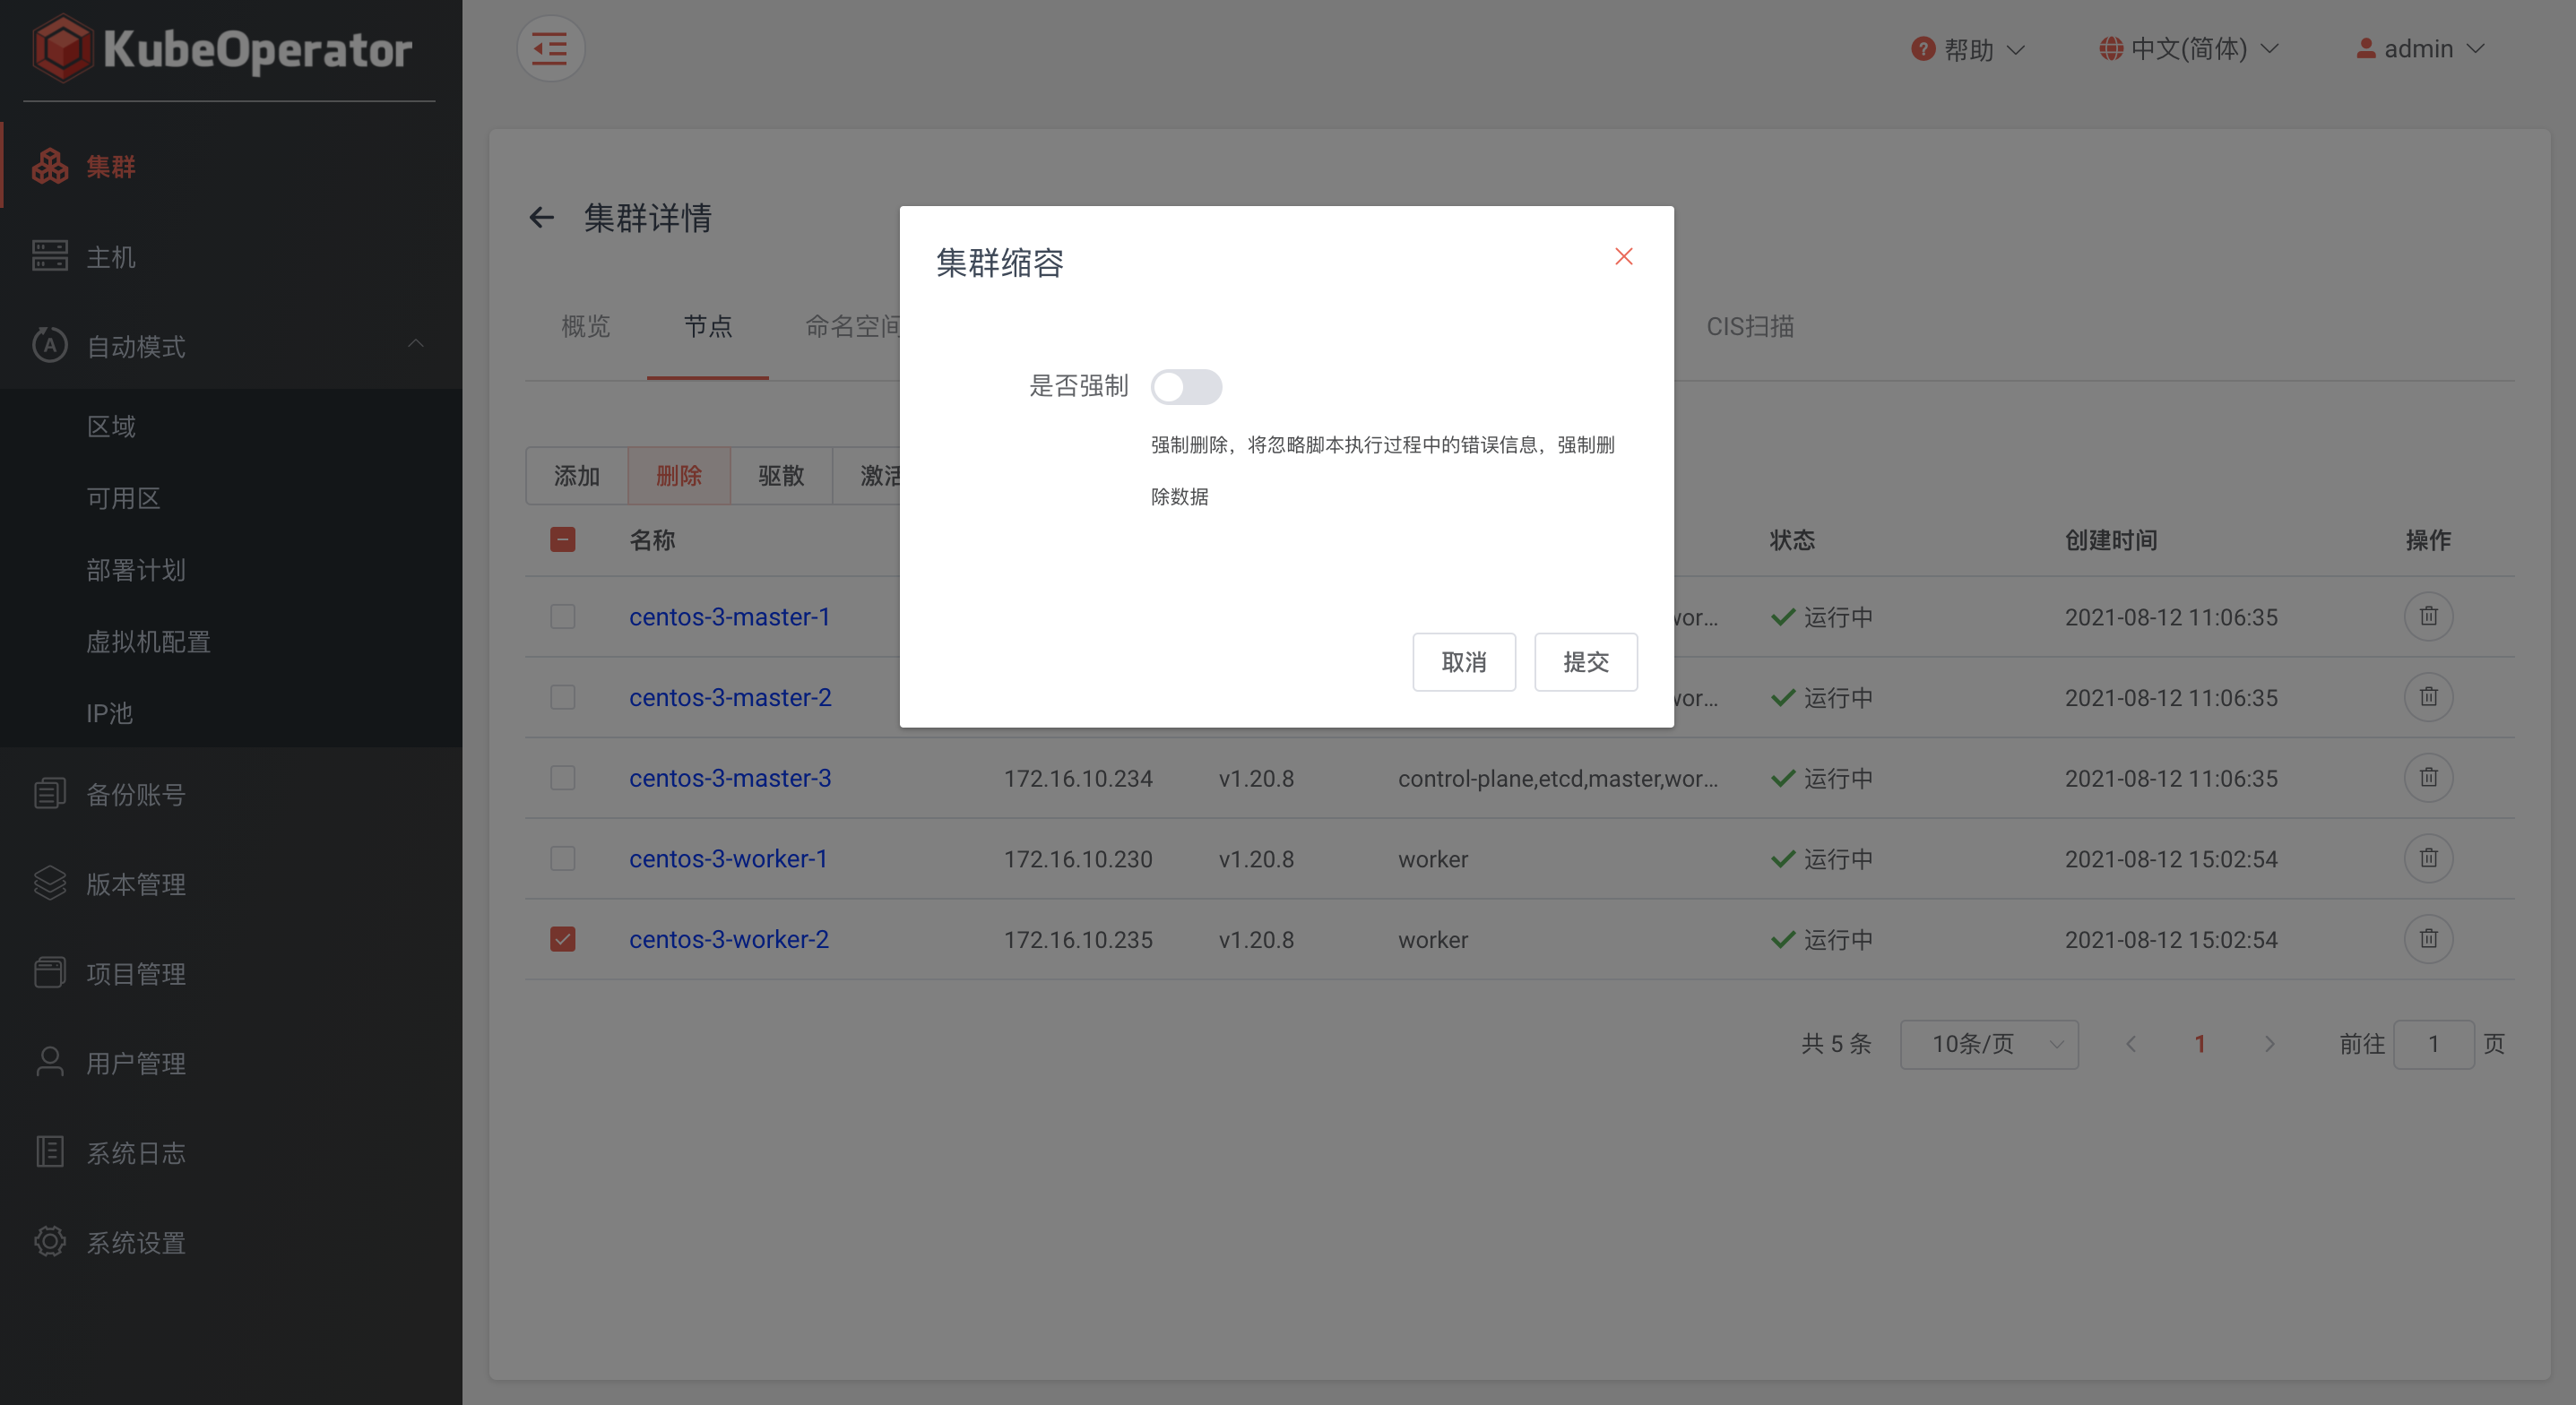 KubeOperator
帮助
中文(简体)
admin
集群
主机
自动模式
区域
可用区
部署计划
虚拟机配置
IP池
备份账号
版本管理
项目管理
用户管理
系统日志
系统设置
集群详情
概览 节点 命名空间 CIS扫描
添加 删除 驱散 激活
名称 状态 创建时间 操作
centos-3-master-1 wor... 运行中 2021-08-12 11:06:35
centos-3-master-2 wor... 运行中 2021-08-12 11:06:35
centos-3-master-3 172.16.10.234 v1.20.8 control-plane,etcd,master,wor... 运行中 2021-08-12 11:06:35
centos-3-worker-1 172.16.10.230 v1.20.8 worker 运行中 2021-08-12 15:02:54
centos-3-worker-2 172.16.10.235 v1.20.8 worker 运行中 2021-08-12 15:02:54
共 5 条 10条/页 1 前往 1 页
集群缩容
是否强制
强制删除，将忽略脚本执行过程中的错误信息，强制删
除数据
取消 提交